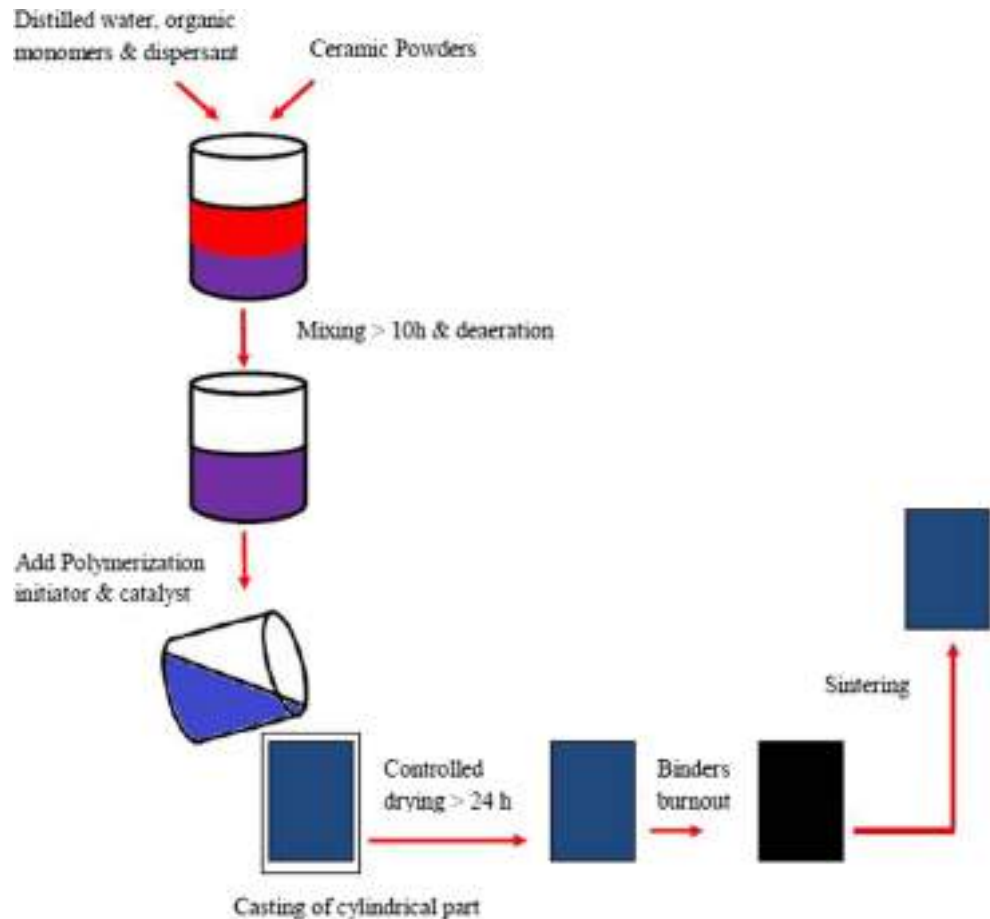 Distilled water, organic
monomers & dispersant
Ceramic Powders
Mixing > 10h & deaeration
Add Polymerization
initiator & catalyst
Sintering
Controlled
drying > 24 h
Binders
burnout
Casting of cylindrical part